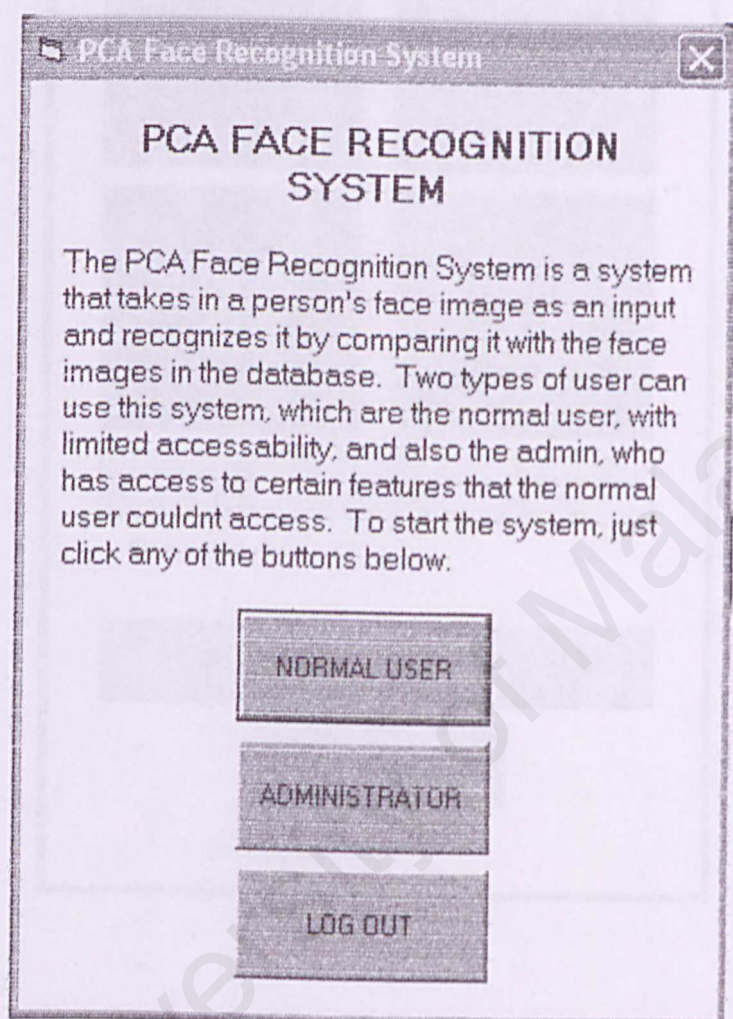 PCA Face Recognition System
PCA FACE RECOGNITION
SYSTEM
The PCA Face Recognition System is a system
that takes in a person's face image as an input
and recognizes it by comparing it with the face
images in the database. Two types of user can
use this system, which are the normal user, with
limited accessability, and also the admin, who
has access to certain features that the normal
user couldnt access. To start the system, just
click any of the buttons below.
NORMAL USER
ADMINISTRATOR
LOG OUT